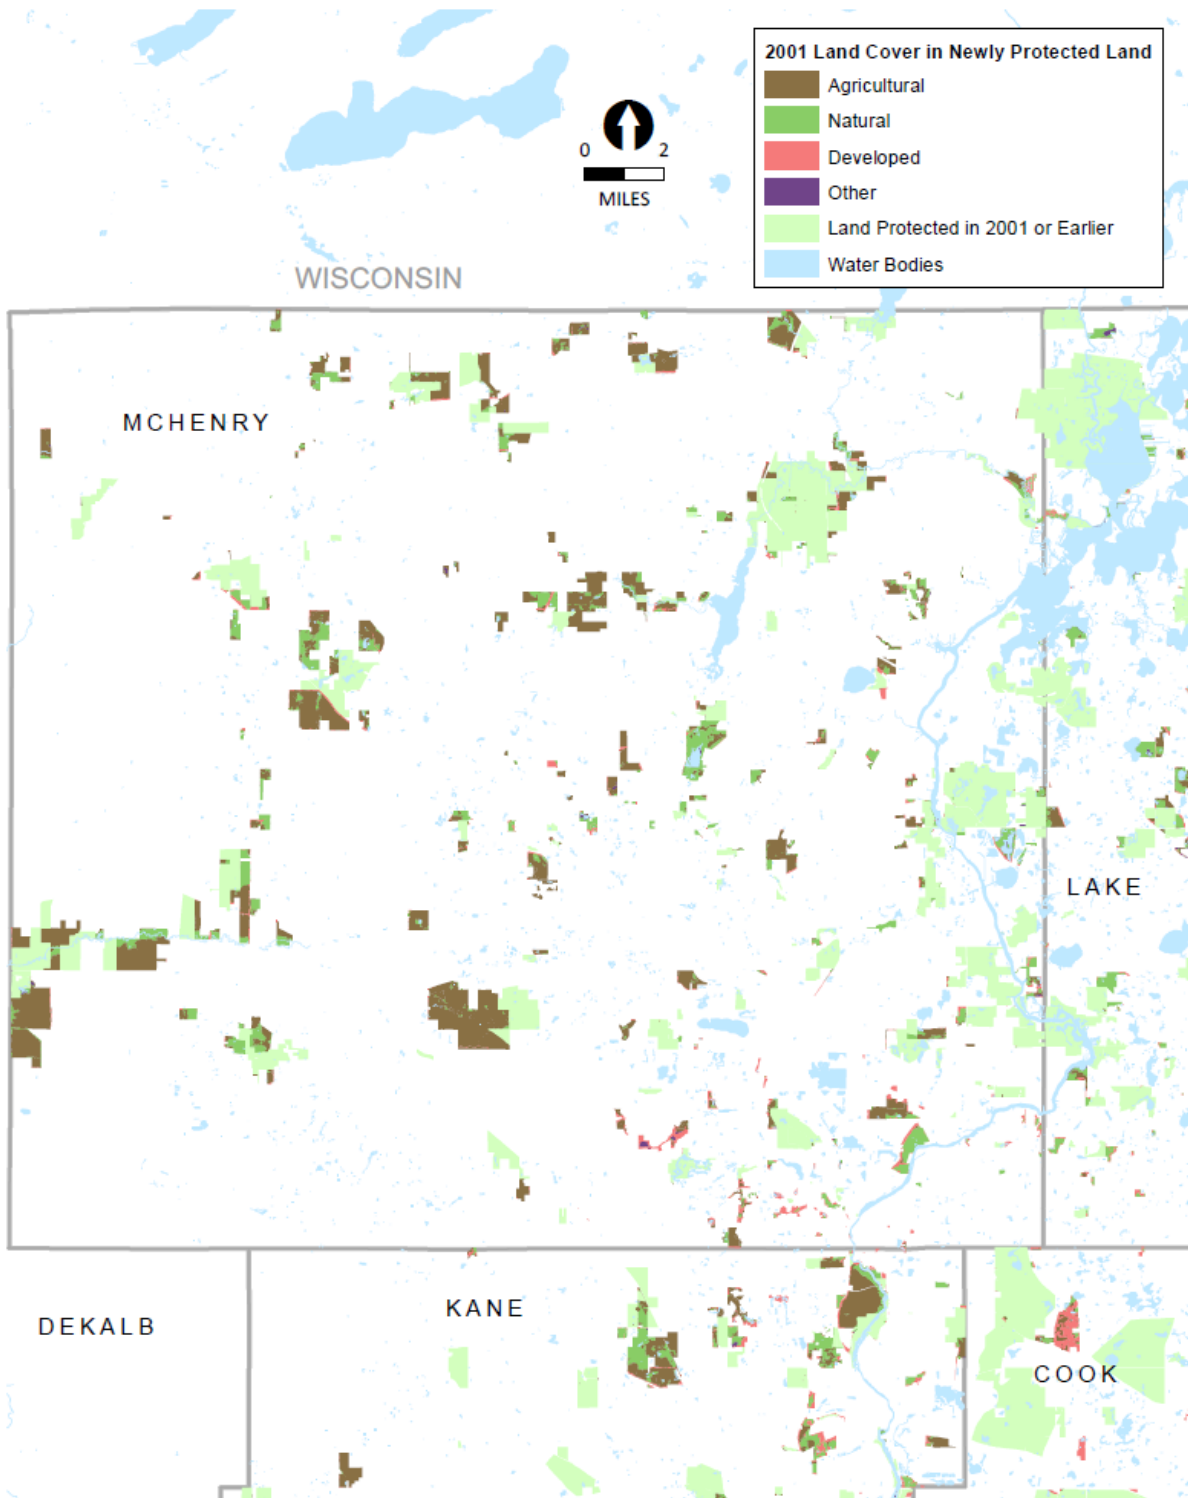 2001 Land Cover in Newly Protected Land
Agricultural
Natural
Developed
Other
Land Protected in 2001 or Earlier
Water Bodies
0 2
MILES
WISCONSIN
MCHENRY
LAKE
DEKALB
KANE
COOK